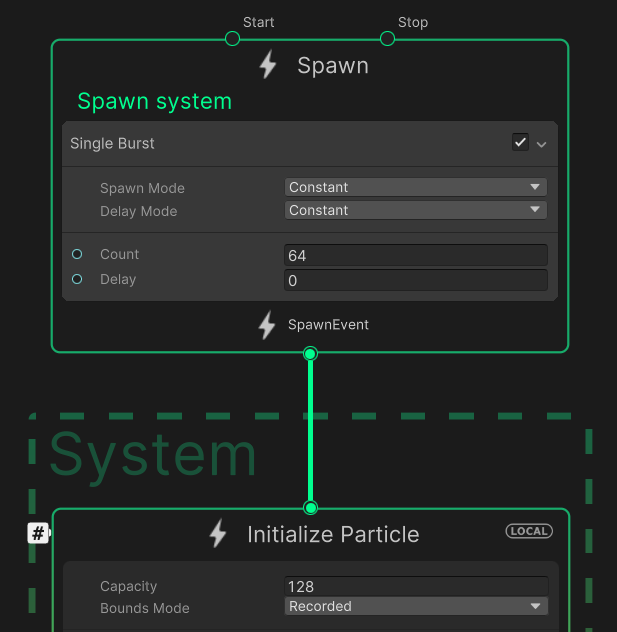 Start Stop
Spawn
Spawn system
Single Burst
Spawn Mode Constant
Delay Mode Constant
Count 64
Delay 0
SpawnEvent
System
# Initialize Particle LOCAL
Capacity 128
Bounds Mode Recorded